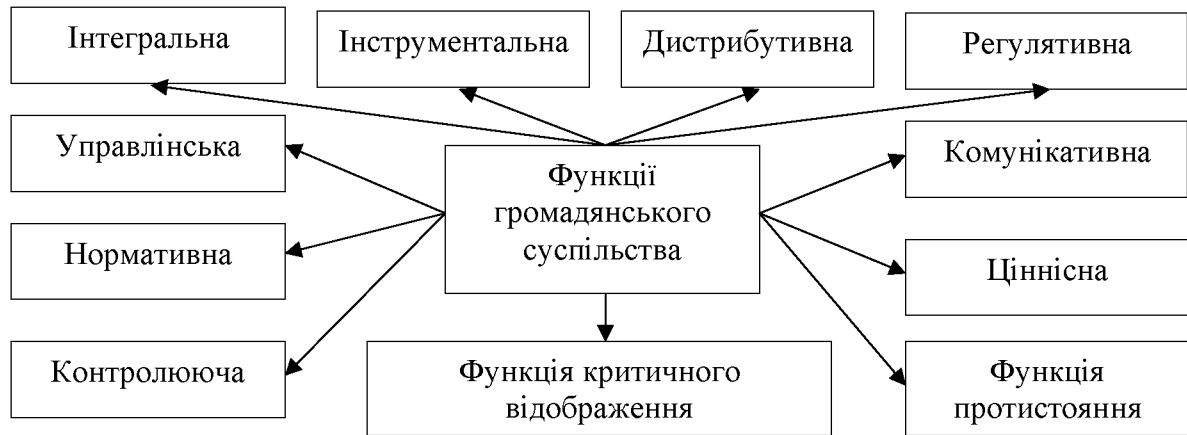 Інтегральна
Інструментальна
Дистрибутивна
Регулятивна
Управлінська
Функції
громадянського
суспільства
Комунікативна
Нормативна
Ціннісна
Контролююча
Функція критичного
відображення
Функція
протистояння